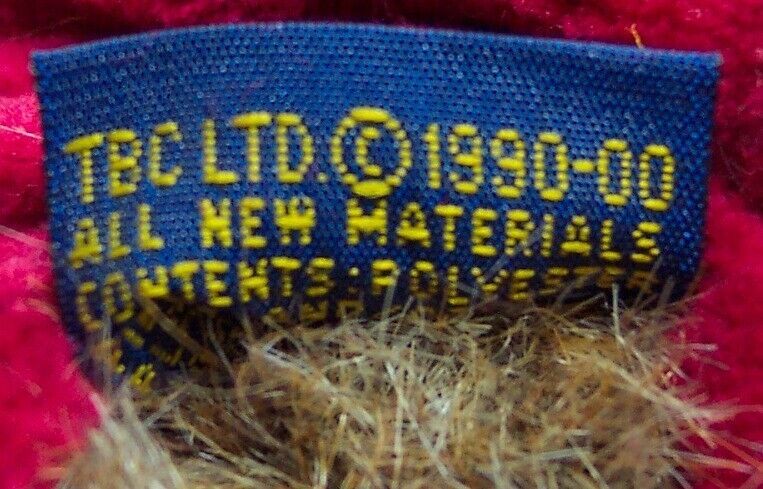 TBC LTD. © 1990-00
ALL NEW MATERIALS
CONTENTS: POLYESTER